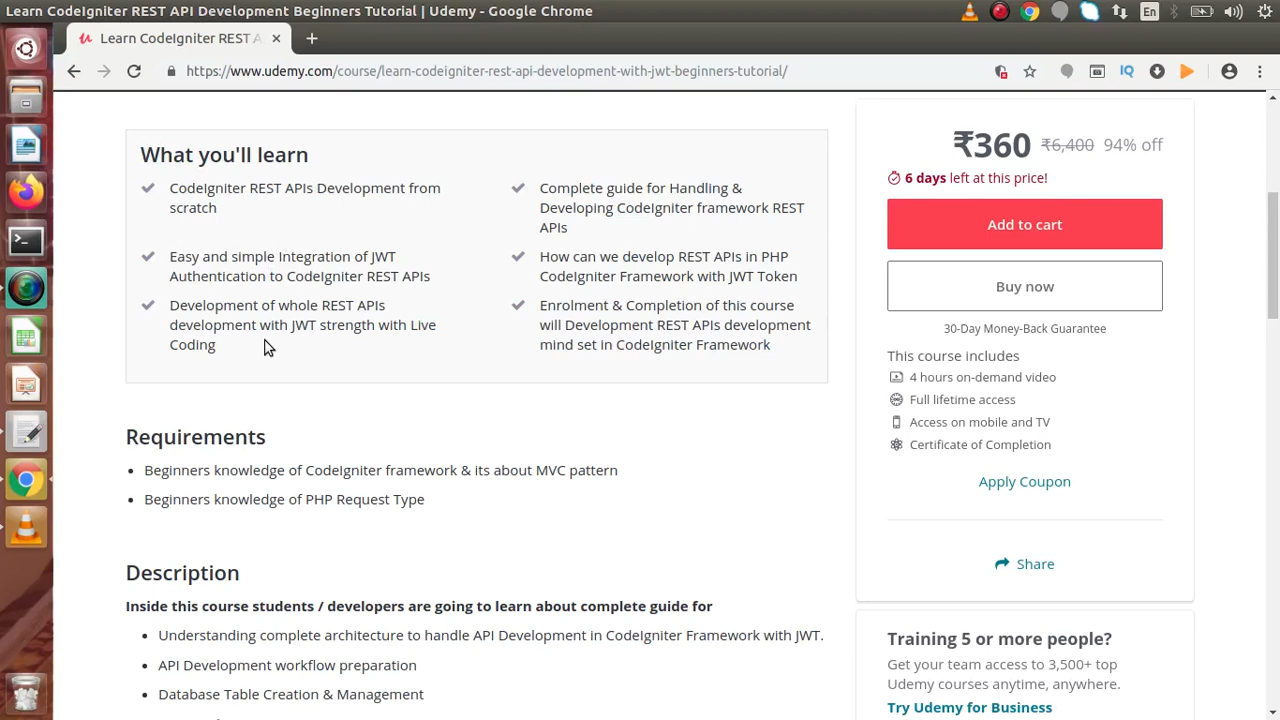 Learn CodeIgniter REST API Development Beginners Tutorial | Udemy - Google Chrome
En
Learn CodeIgniter REST A
https://www.udemy.com/course/learn-codeigniter-rest-api-development-with-jwt-beginners-tutorial/
IQ
What you'll learn
CodeIgniter REST APIs Development from
scratch
Easy and simple Integration of JWT
Authentication to CodeIgniter REST APIs
Development of whole REST APIs
development with JWT strength with Live
Coding
Complete guide for Handling &
Developing CodeIgniter framework REST
APIs
How can we develop REST APIs in PHP
CodeIgniter Framework with JWT Token
Enrolment & Completion of this course
will Development REST APIs development
mind set in CodeIgniter Framework
Requirements
• Beginners knowledge of CodeIgniter framework & its about MVC pattern
• Beginners knowledge of PHP Request Type
Description
Inside this course students / developers are going to learn about complete guide for
• Understanding complete architecture to handle API Development in CodeIgniter Framework with JWT.
• API Development workflow preparation
• Database Table Creation & Management
₹360 ₹6,400 94% off
6 days left at this price!
Add to cart
Buy now
30-Day Money-Back Guarantee
This course includes
4 hours on-demand video
Full lifetime access
Access on mobile and TV
Certificate of Completion
Apply Coupon
Share
Training 5 or more people?
Get your team access to 3,500+ top
Udemy courses anytime, anywhere.
Try Udemy for Business